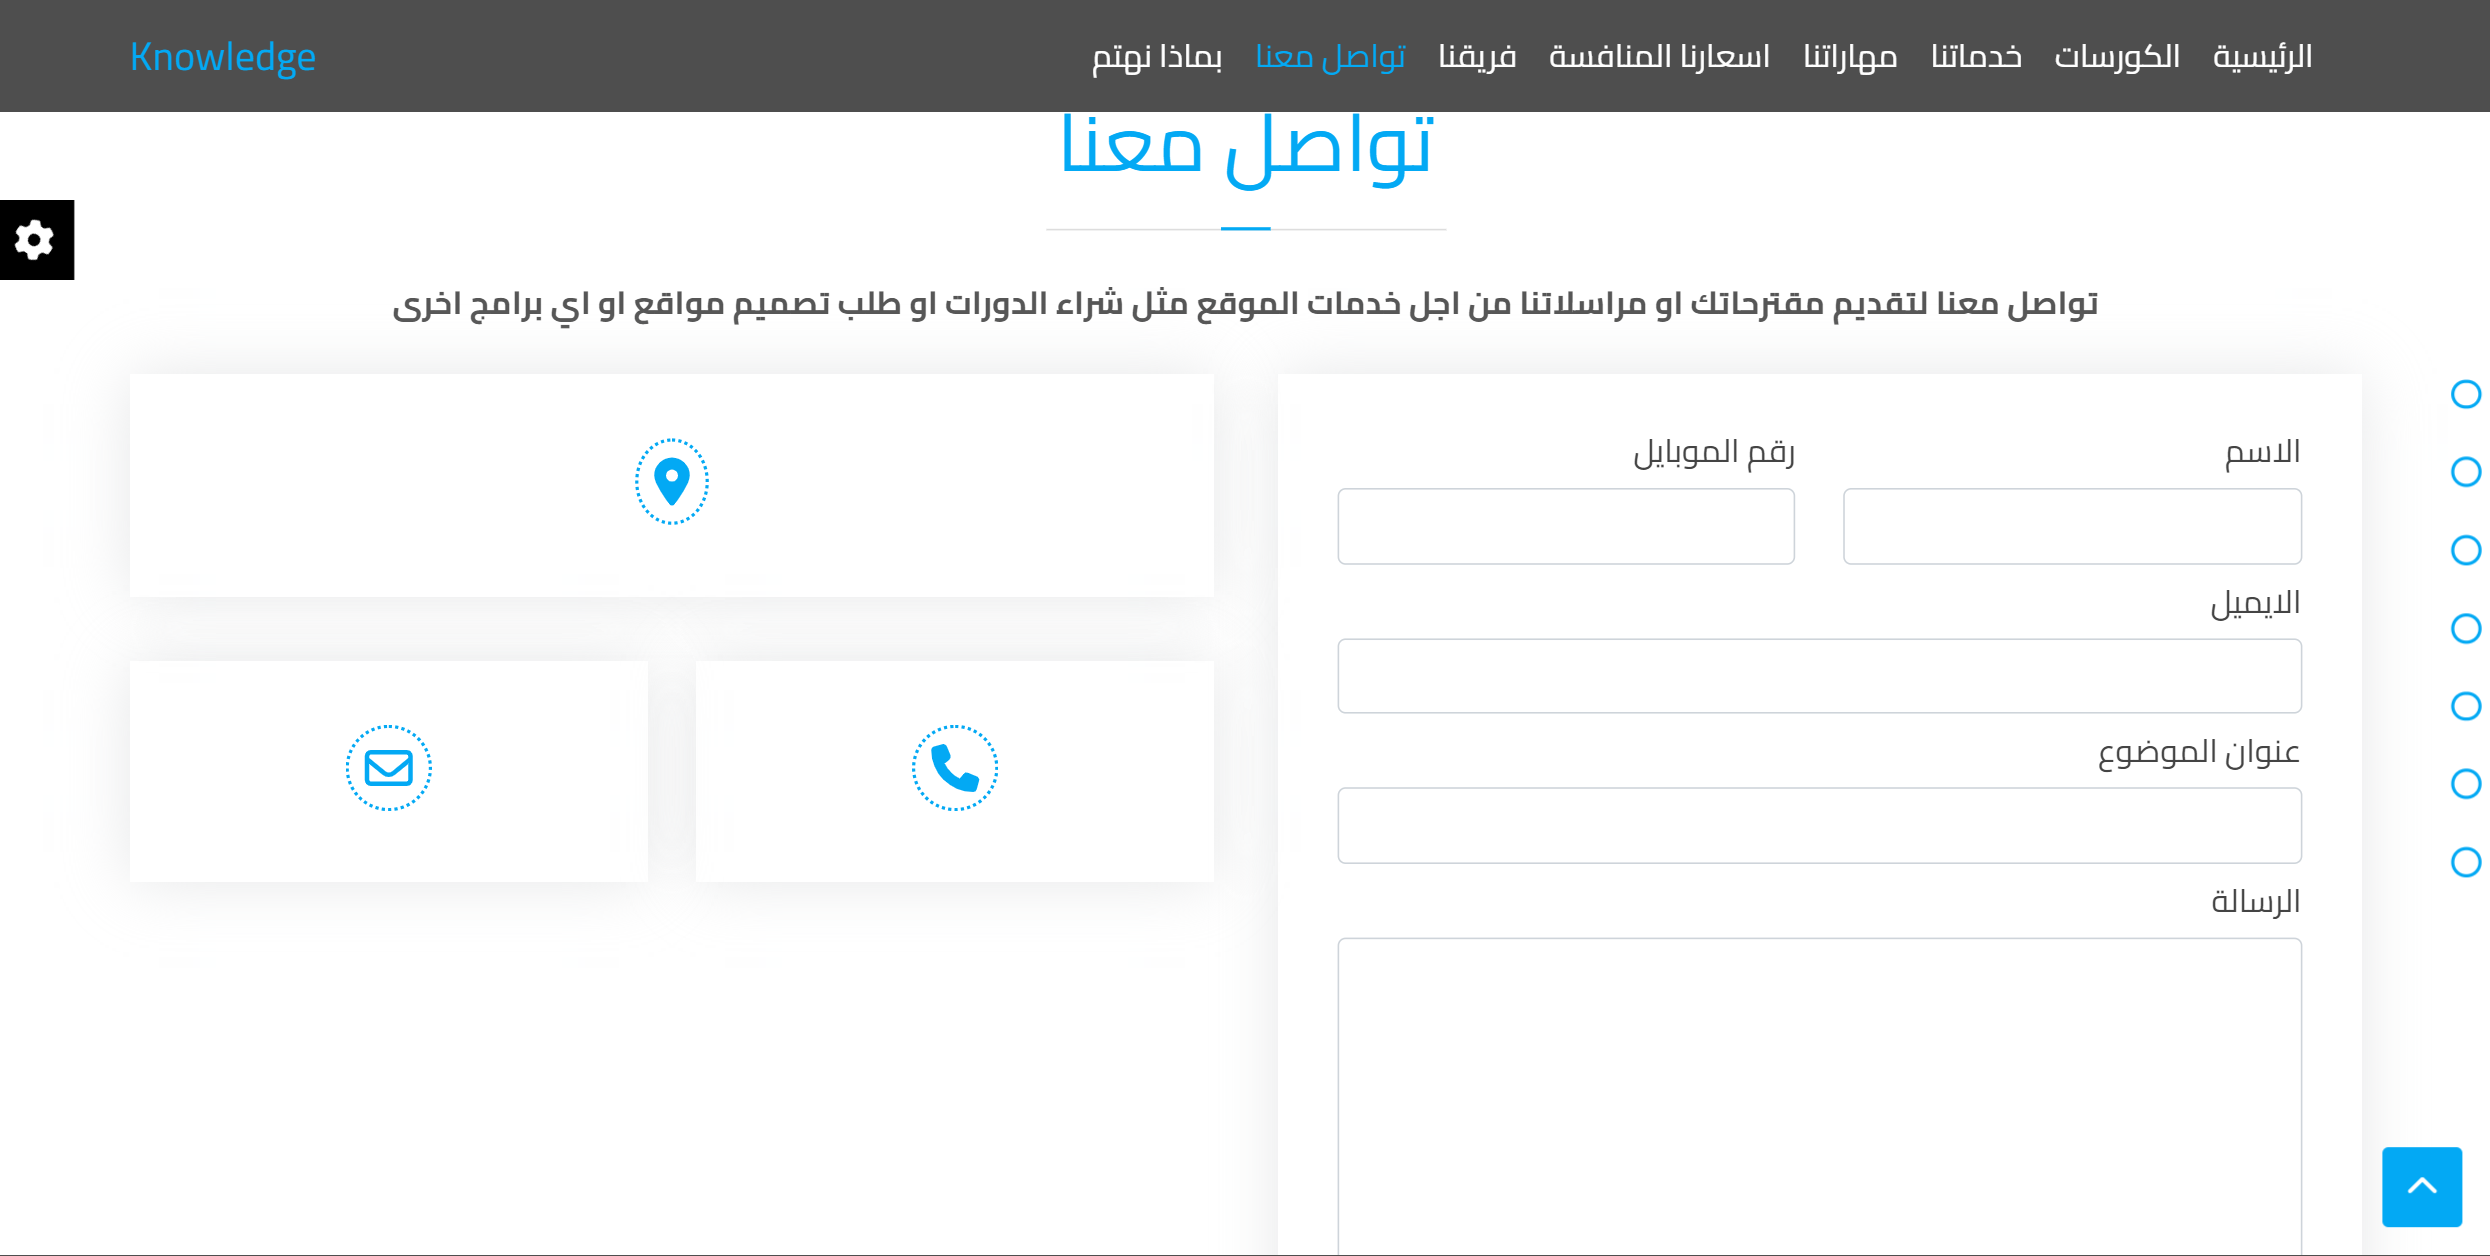 الرئيسية الكورسات خدماتنا مهاراتنا اسعارنا المنافسة فريقنا تواصل معنا بماذا نهتم Knowledge
تواصل معنا
تواصل معنا لتقديم مقترحاتك او مراسلاتنا من اجل خدمات الموقع مثل شراء الدورات او طلب تصميم مواقع او اي برامج اخرى
الاسم رقم الموبايل
الايميل
عنوان الموضوع
الرسالة